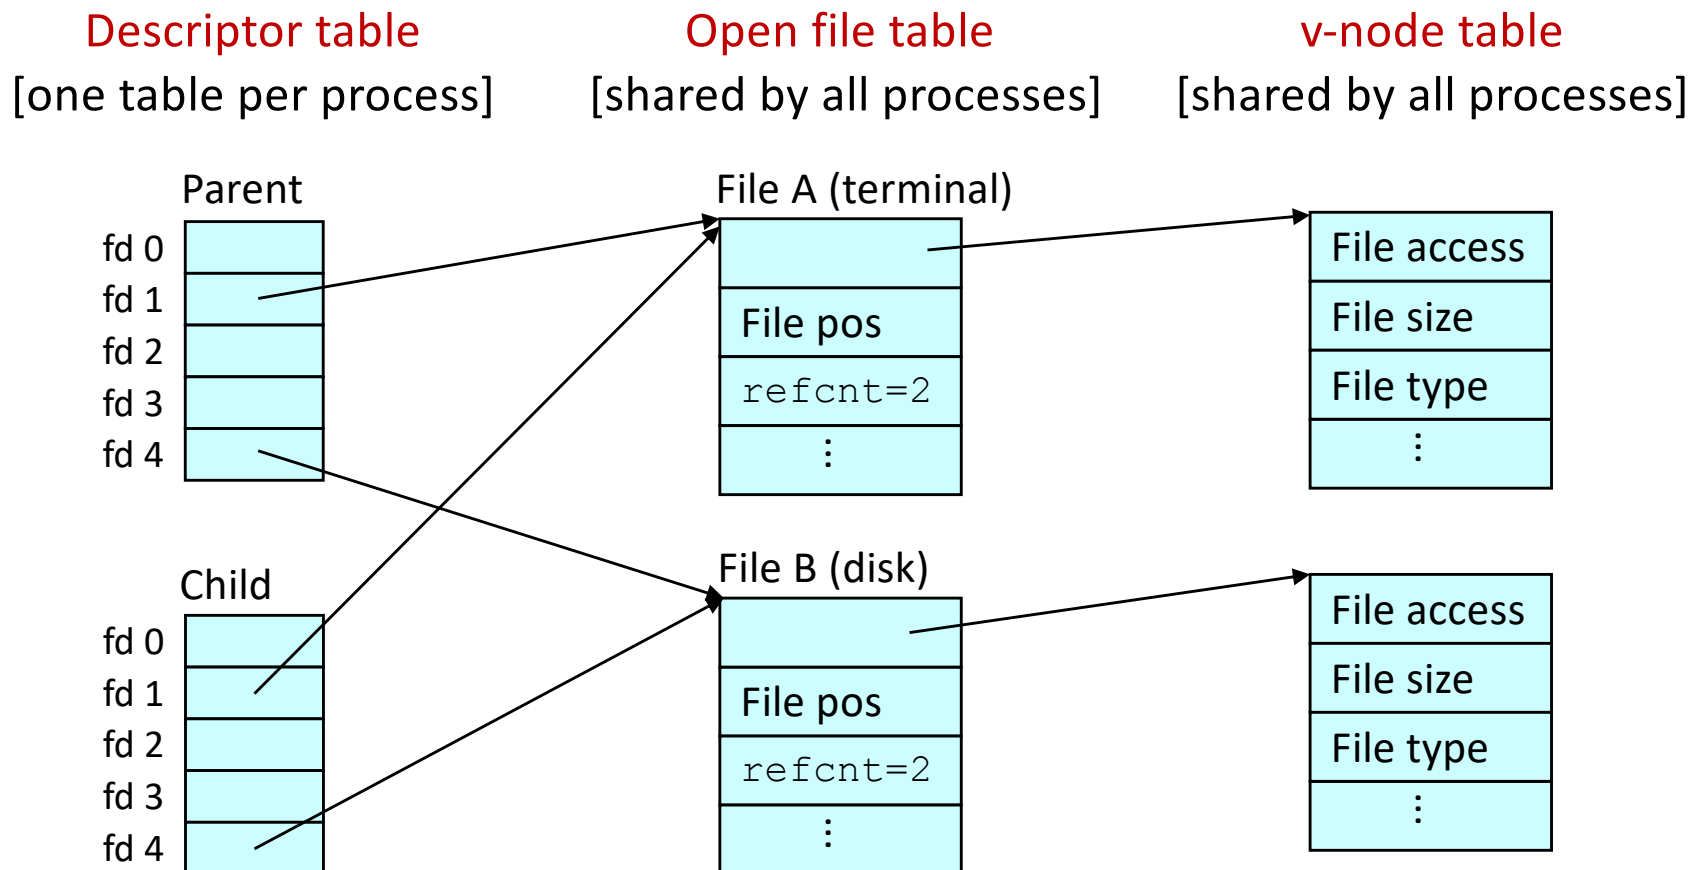 Descriptor table
[one table per process]
Open file table
[shared by all processes]
v-node table
[shared by all processes]
Parent
fd 0
fd 1
fd 2
fd 3
fd 4
Child
fd 0
fd 1
fd 2
fd 3
fd 4
File A (terminal)
File pos
refcnt=2
⋮
File B (disk)
File pos
refcnt=2
⋮
File access
File size
File type
⋮
File access
File size
File type
⋮